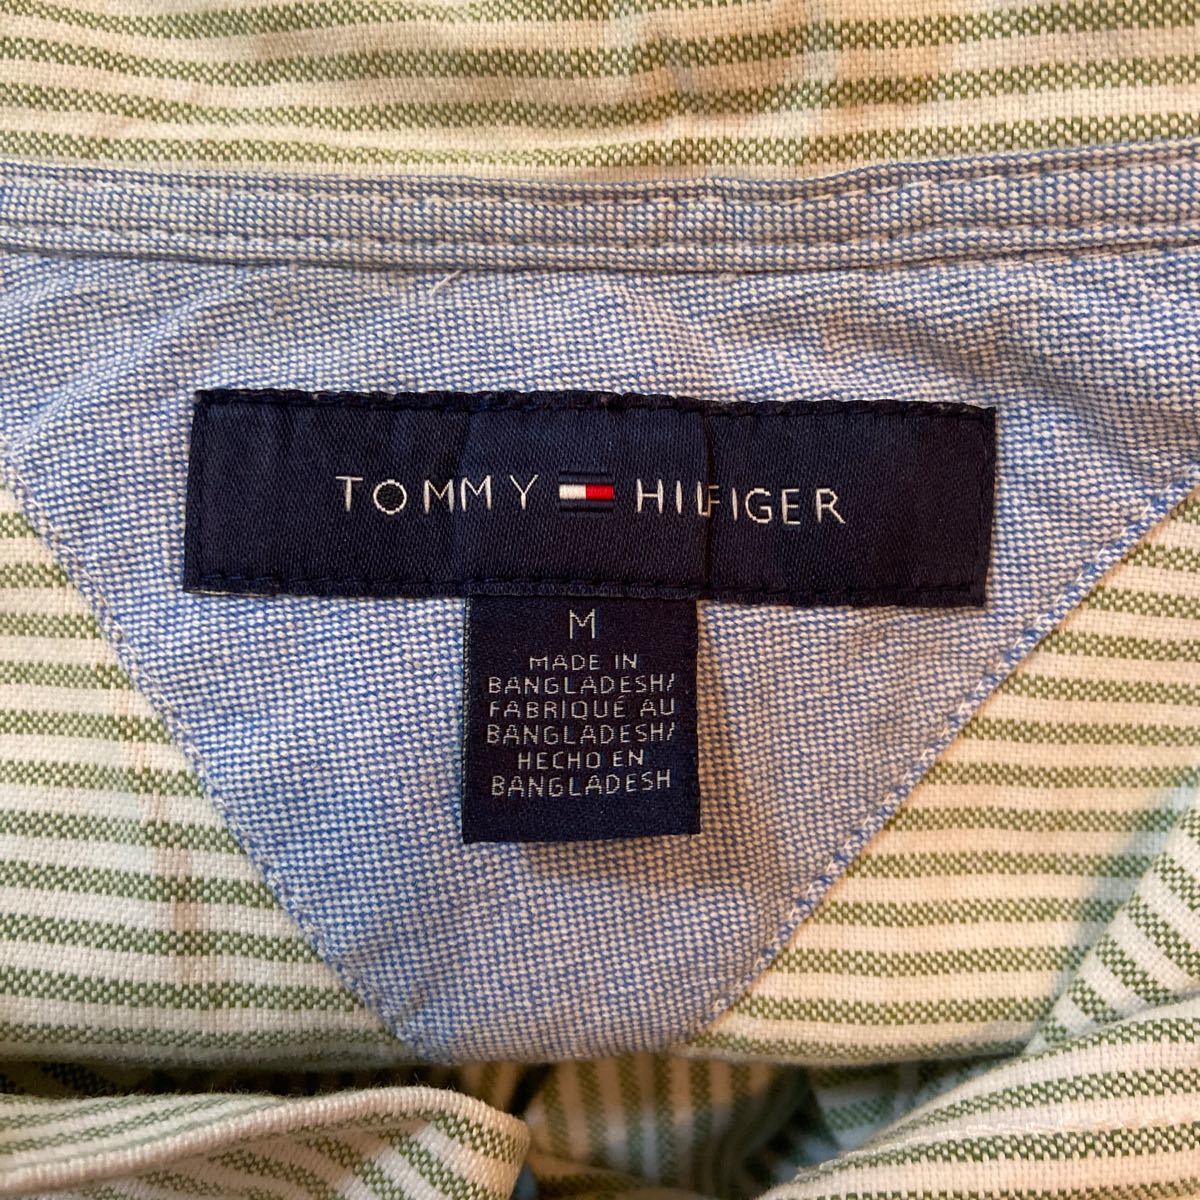 TOMMY HILFIGER
M
MADE IN
BANGLADESH/
FABRIQUÉ AU
BANGLADESH/
HECHO EN
BANGLADESH